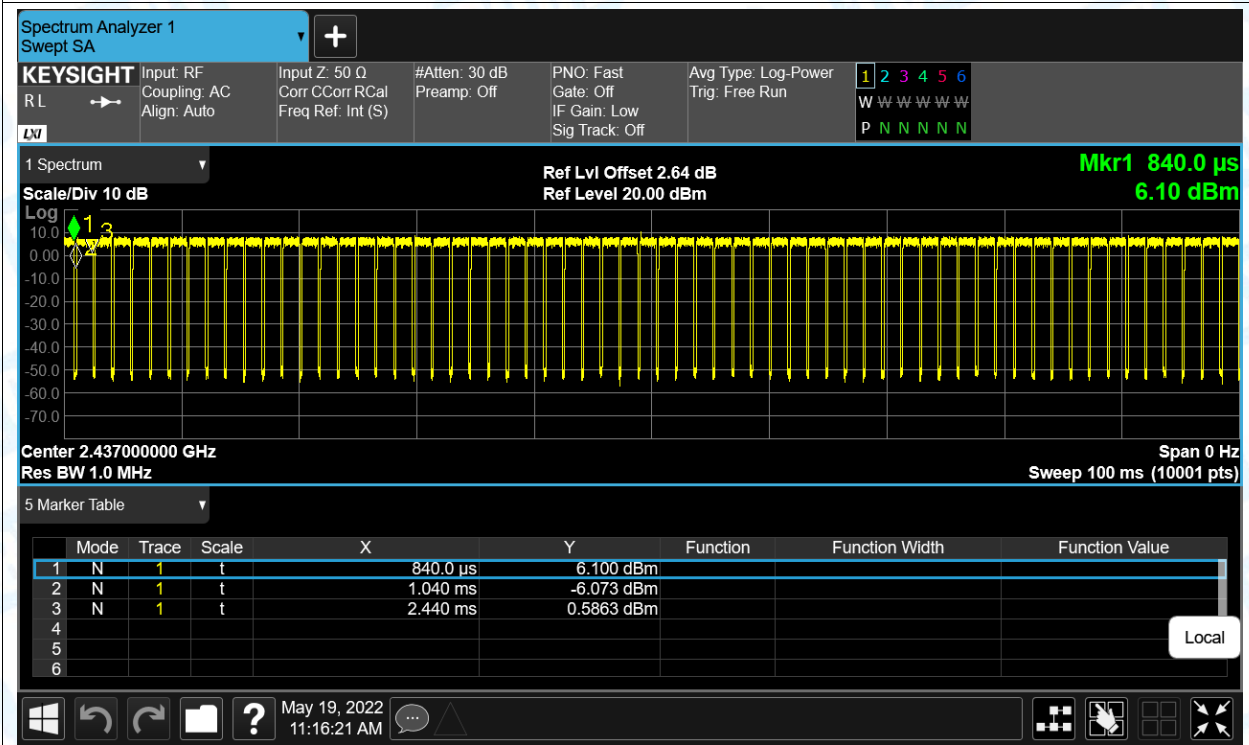 Spectrum Analyzer 1
Swept SA
KEYSIGHT
R L
LXI
Input: RF
Coupling: AC
Align: Auto
Input Z: 50 Ω
Corr CCorr RCal
Freq Ref: Int (S)
#Atten: 30 dB
Preamp: Off
PNO: Fast
Gate: Off
IF Gain: Low
Sig Track: Off
Avg Type: Log-Power
Trig: Free Run
1 2 3 4 5 6
W W W W W W
P N N N N N
1 Spectrum
Scale/Div 10 dB
Ref Lvl Offset 2.64 dB
Ref Level 20.00 dBm
Mkr1 840.0 µs
6.10 dBm
Log
1 3
2
10.0
0.00
-10.0
-20.0
-30.0
-40.0
-50.0
-60.0
-70.0
Center 2.437000000 GHz
Span 0 Hz
Res BW 1.0 MHz
Sweep 100 ms (10001 pts)
5 Marker Table
Mode Trace Scale X Y Function Function Width Function Value
1 N 1 t 840.0 µs 6.100 dBm
2 N 1 t 1.040 ms -6.073 dBm
3 N 1 t 2.440 ms 0.5863 dBm
4
5
6
Local
?
May 19, 2022
11:16:21 AM